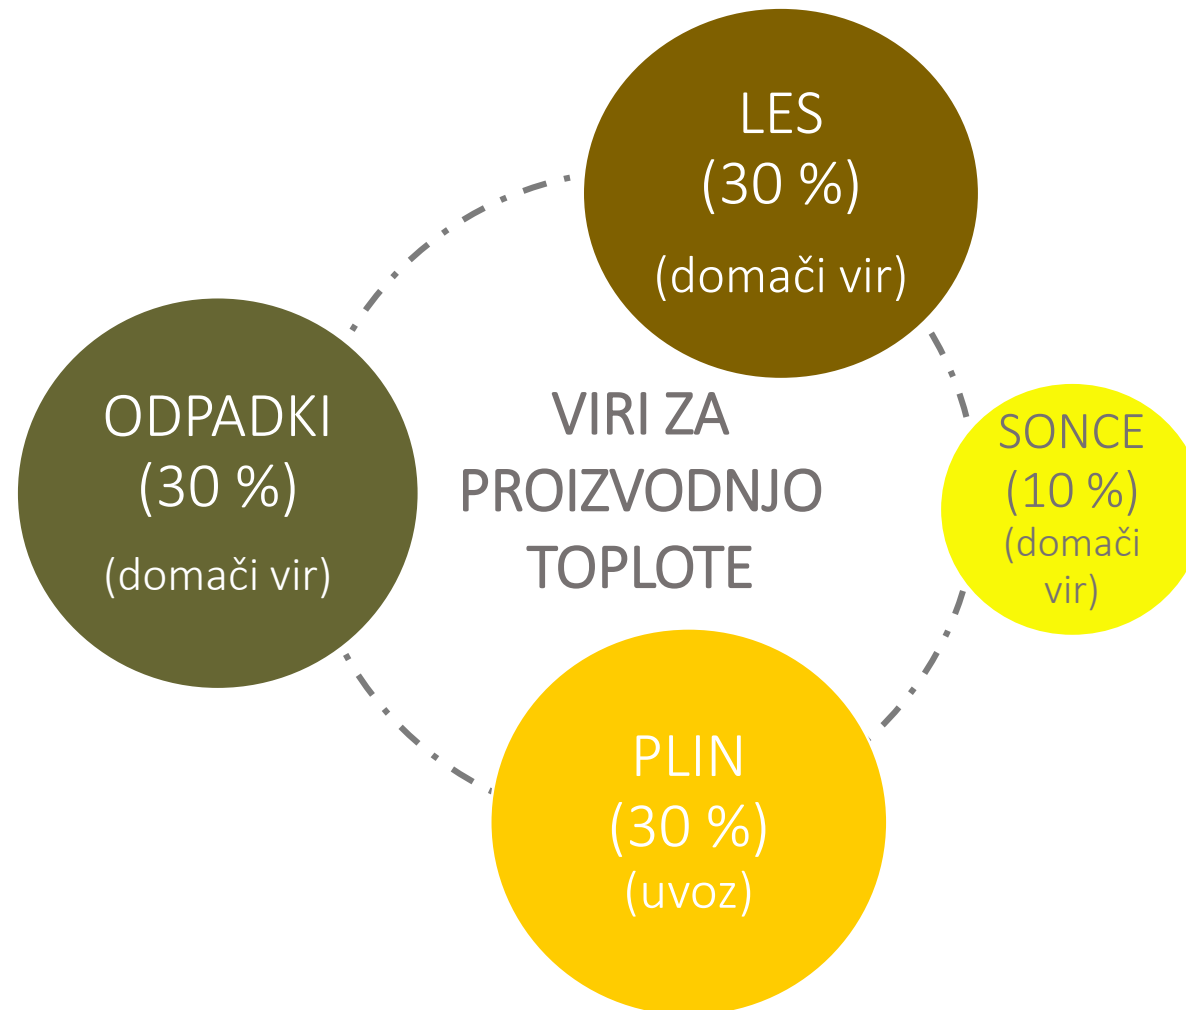 LES
(30 %)
(domači vir)
ODPADKI
(30 %)
(domači vir)
VIRI ZA
PROIZVODNJO
TOPLOTE
SONCE
(10 %)
(domači
vir)
PLIN
(30 %)
(uvoz)